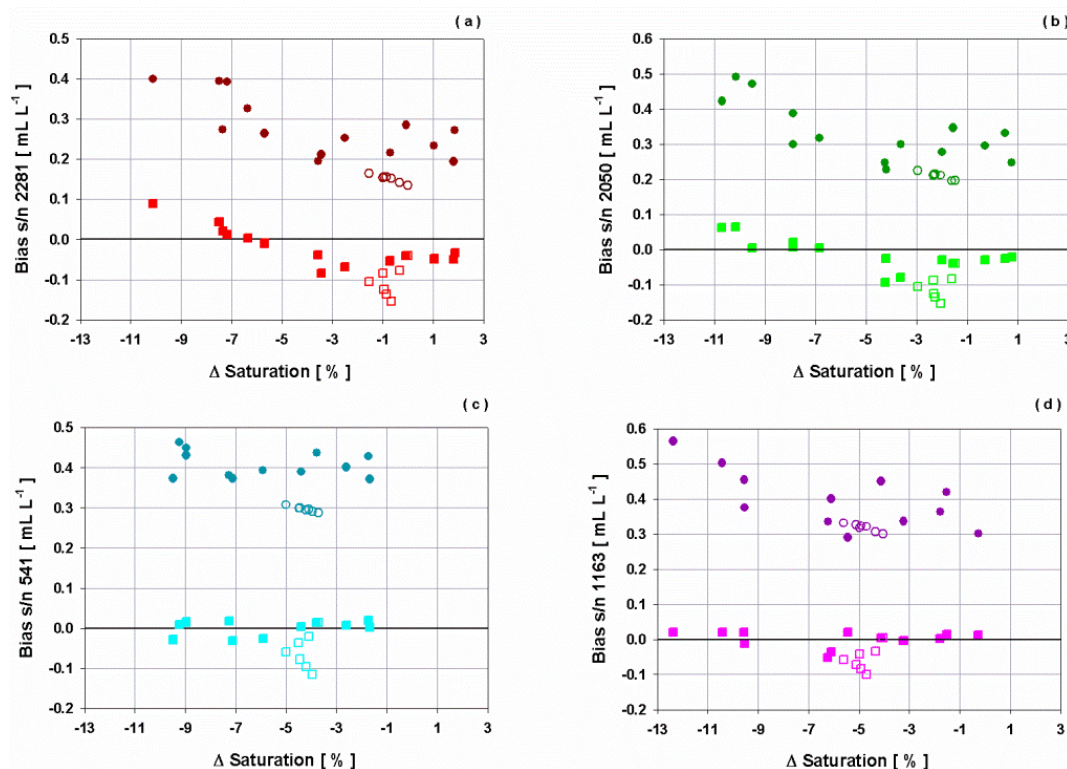 ( a )
Bias s/n 2281 [ mL L-1 ]
0.5
0.4
0.3
0.2
0.1
0.0
-0.1
-0.2
-13 -11 -9 -7 -5 -3 -1 1 3
Δ Saturation [ % ]
( b )
Bias s/n 2050 [ mL L-1 ]
0.6
0.5
0.4
0.3
0.2
0.1
0.0
-0.1
-0.2
-13 -11 -9 -7 -5 -3 -1 1 3
Δ Saturation [ % ]
( c )
Bias s/n 541 [ mL L-1 ]
0.5
0.4
0.3
0.2
0.1
0.0
-0.1
-0.2
-13 -11 -9 -7 -5 -3 -1 1 3
Δ Saturation [ % ]
( d )
Bias s/n 1163 [ mL L-1 ]
0.6
0.5
0.4
0.3
0.2
0.1
0.0
-0.1
-0.2
-13 -11 -9 -7 -5 -3 -1 1 3
Δ Saturation [ % ]